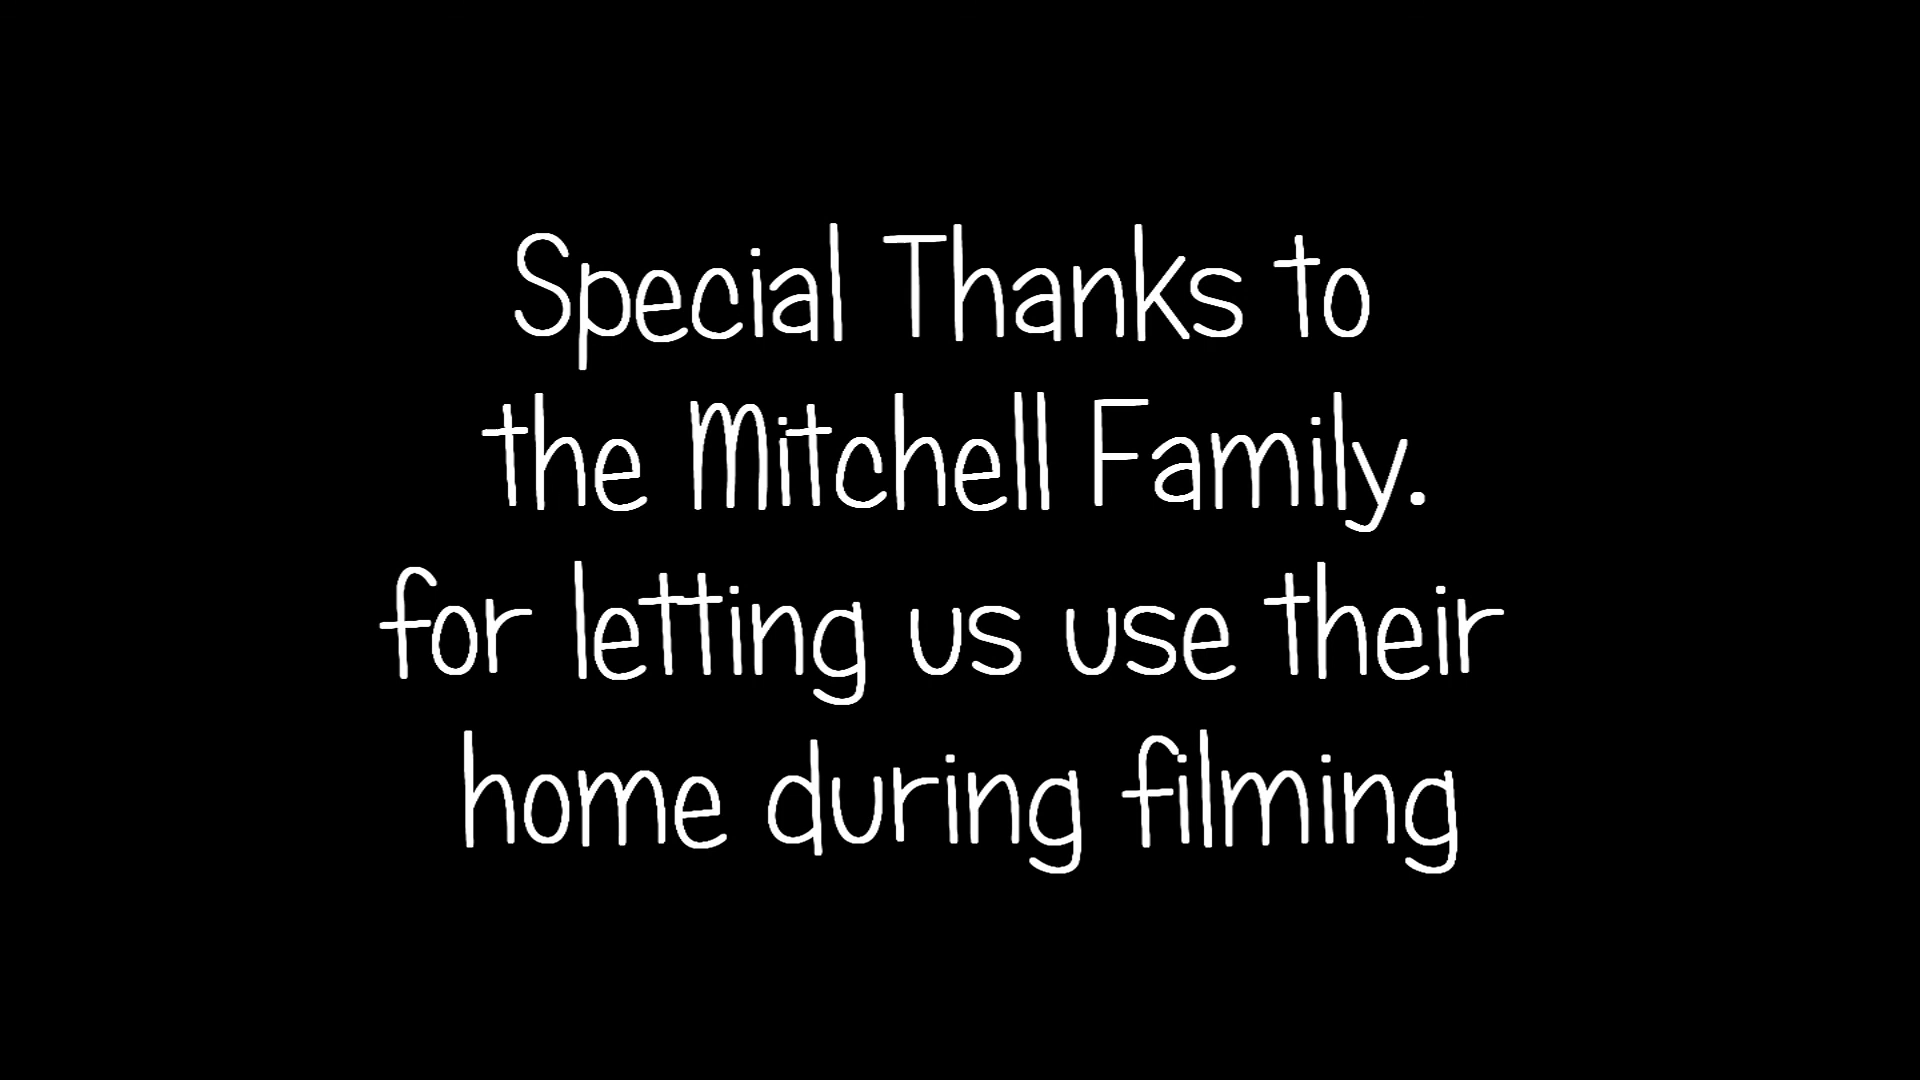 Special Thanks to
the Mitchell Family.
for letting us use their
home during filming